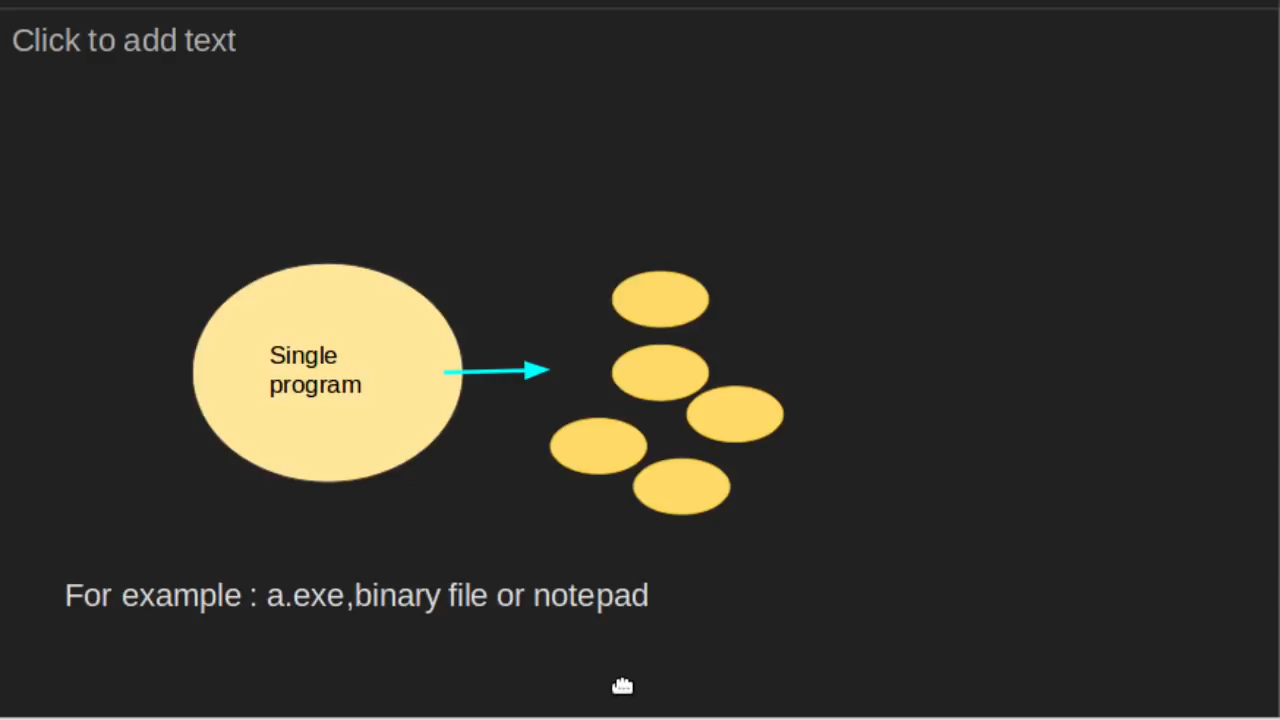 Click to add text
Single
program
For example : a.exe,binary file or notepad